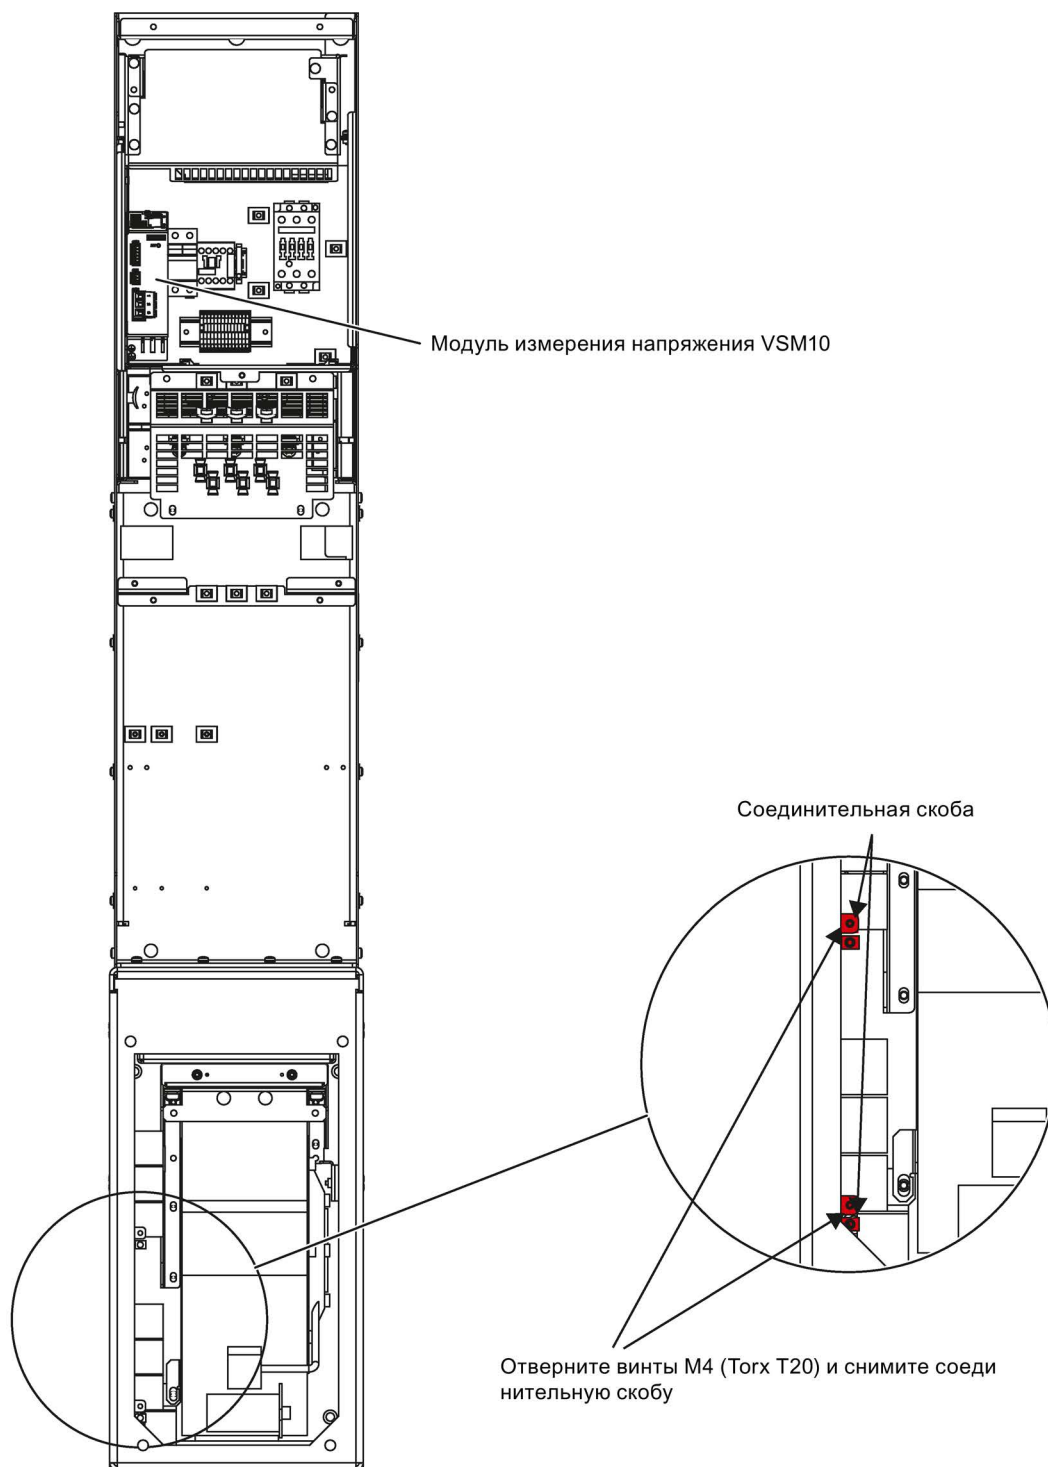 Модуль измерения напряжения VSM10
Соединительная скоба
Отверните винты M4 (Torx T20) и снимите соеди
нительную скобу